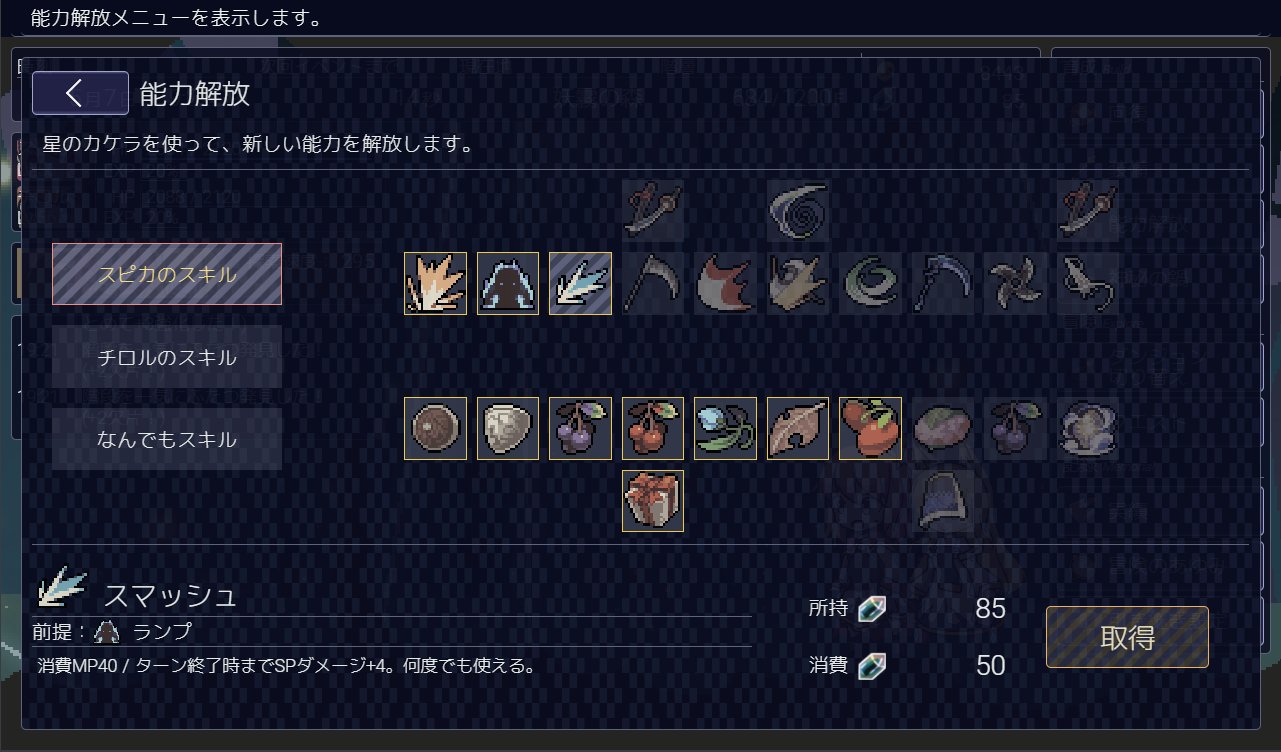 能力解放メニューを表示します。
能力解放
星のカケラを使って、新しい能力を解放します。
スピカのスキル
チロルのスキル
なんでもスキル
スマッシュ
前提： ランプ
消費MP40 / ターン終了時までSPダメージ+4。何度でも使える。
所持 85
消費 50
取得